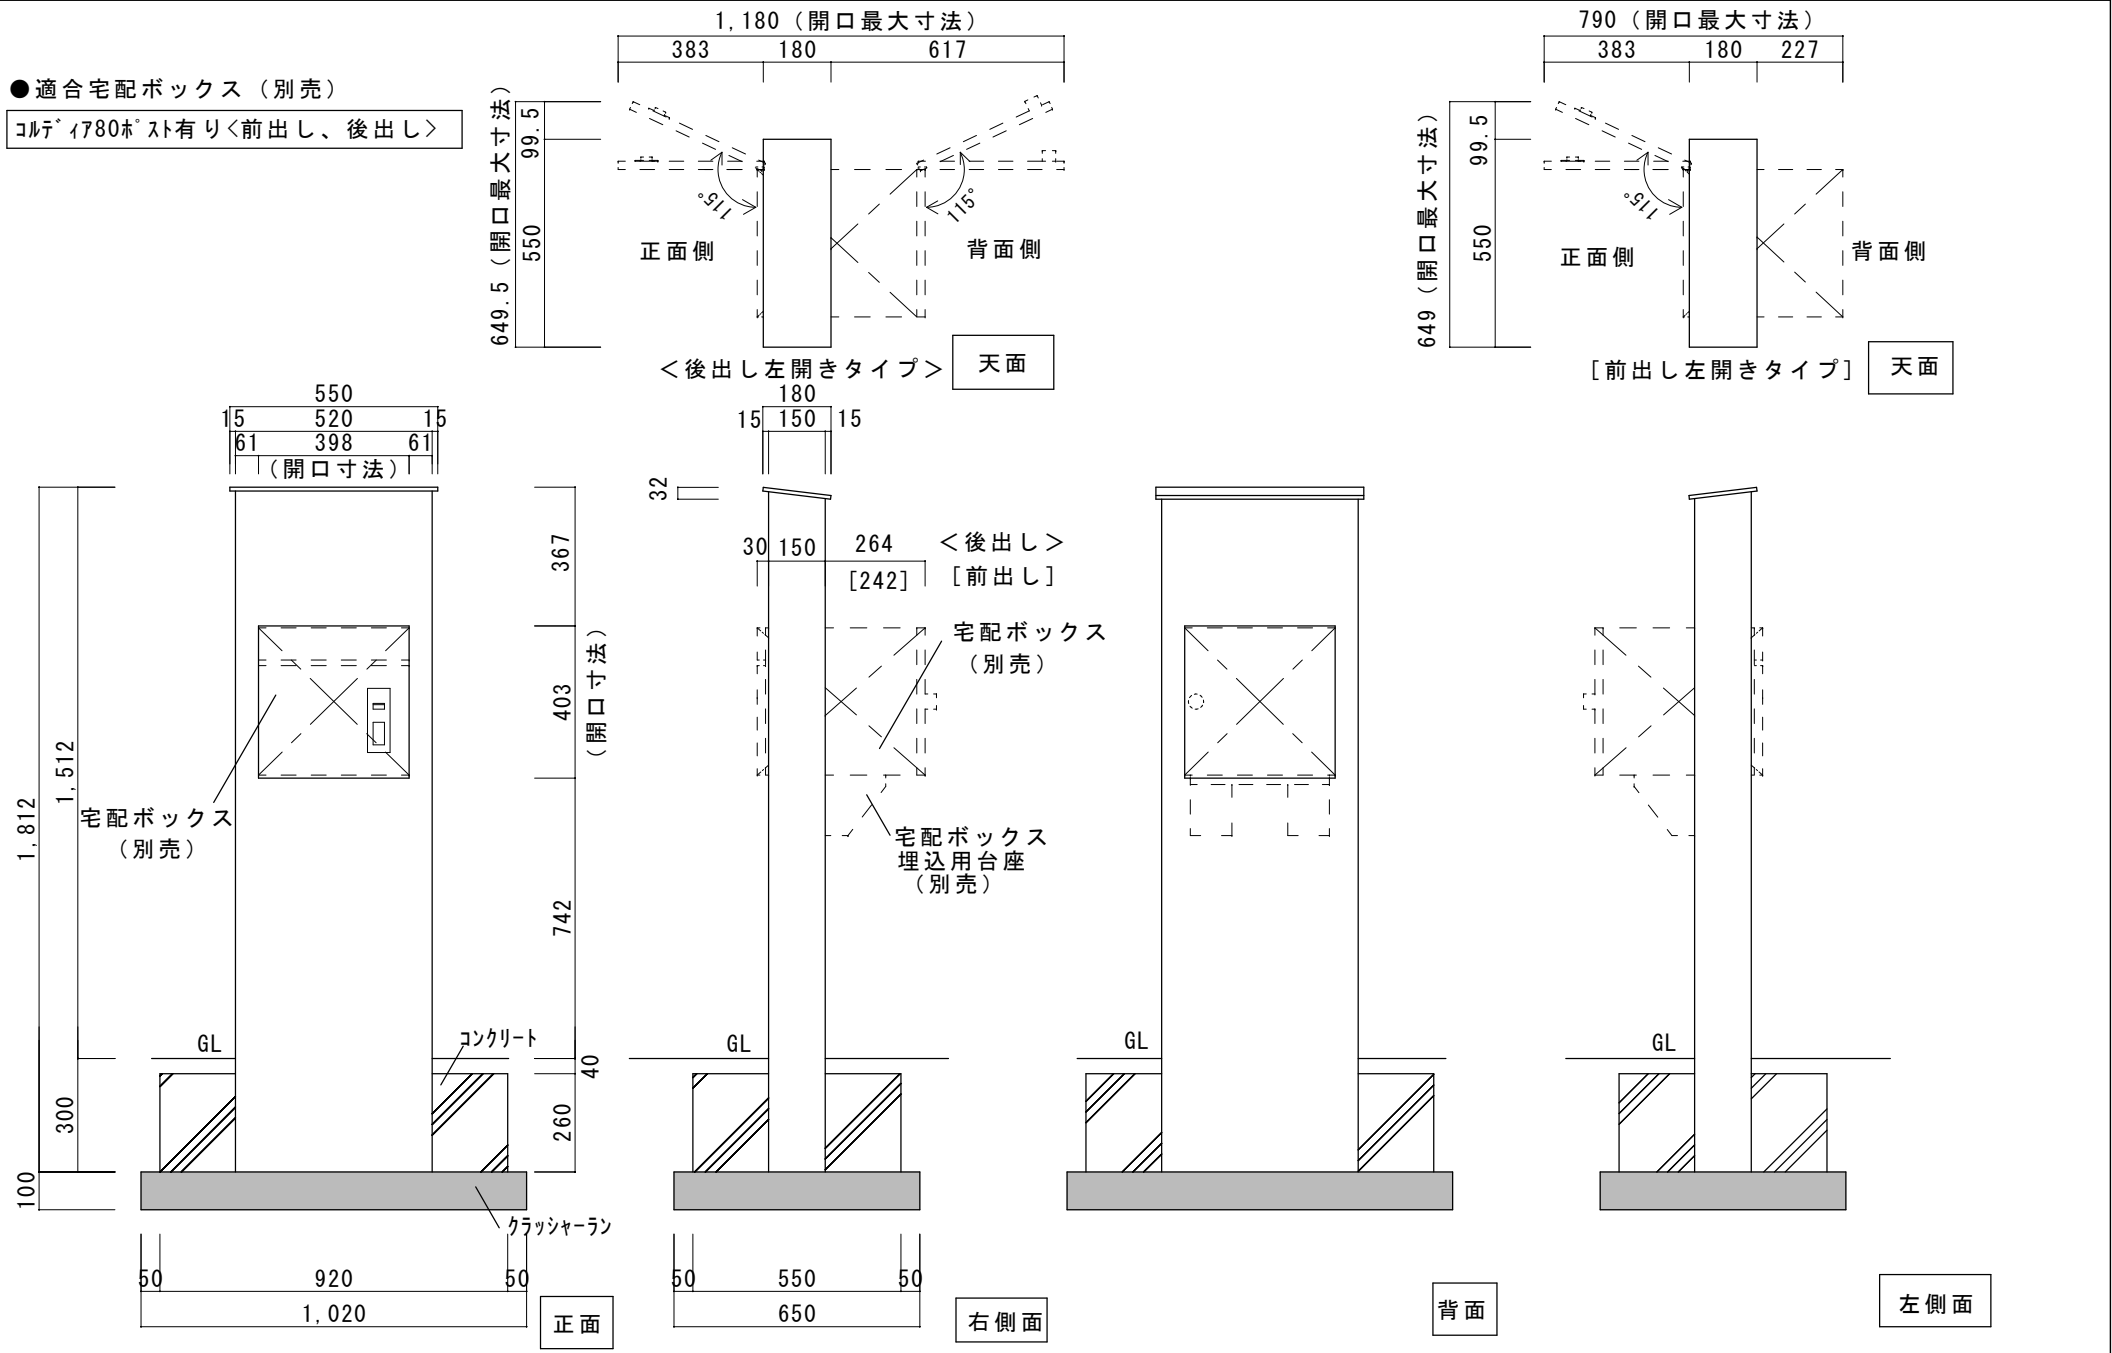 ●適合宅配ボックス（別売）
コルディア80ポスト有り<前出し、後出し>
1,180（開口最大寸法）
383 180 617
649.5（開口最大寸法）
99.5
550
115°
115°
正面側
背面側
<後出し左開きタイプ>
天面
790（開口最大寸法）
383 180 227
649（開口最大寸法）
99.5
550
115°
正面側
背面側
[前出し左開きタイプ]
天面
550
15 520 15
61 398 61
（開口寸法）
1,812
1,512
300
100
367
403
（開口寸法）
742
40
260
宅配ボックス
（別売）
GL
コンクリート
クラッシャーラン
50 920 50
1,020
正面
180
15 150 15
32
30 150 264
<後出し>
[242]
[前出し]
宅配ボックス
（別売）
宅配ボックス
埋込用台座
（別売）
GL
50 550 50
650
右側面
GL
背面
GL
左側面